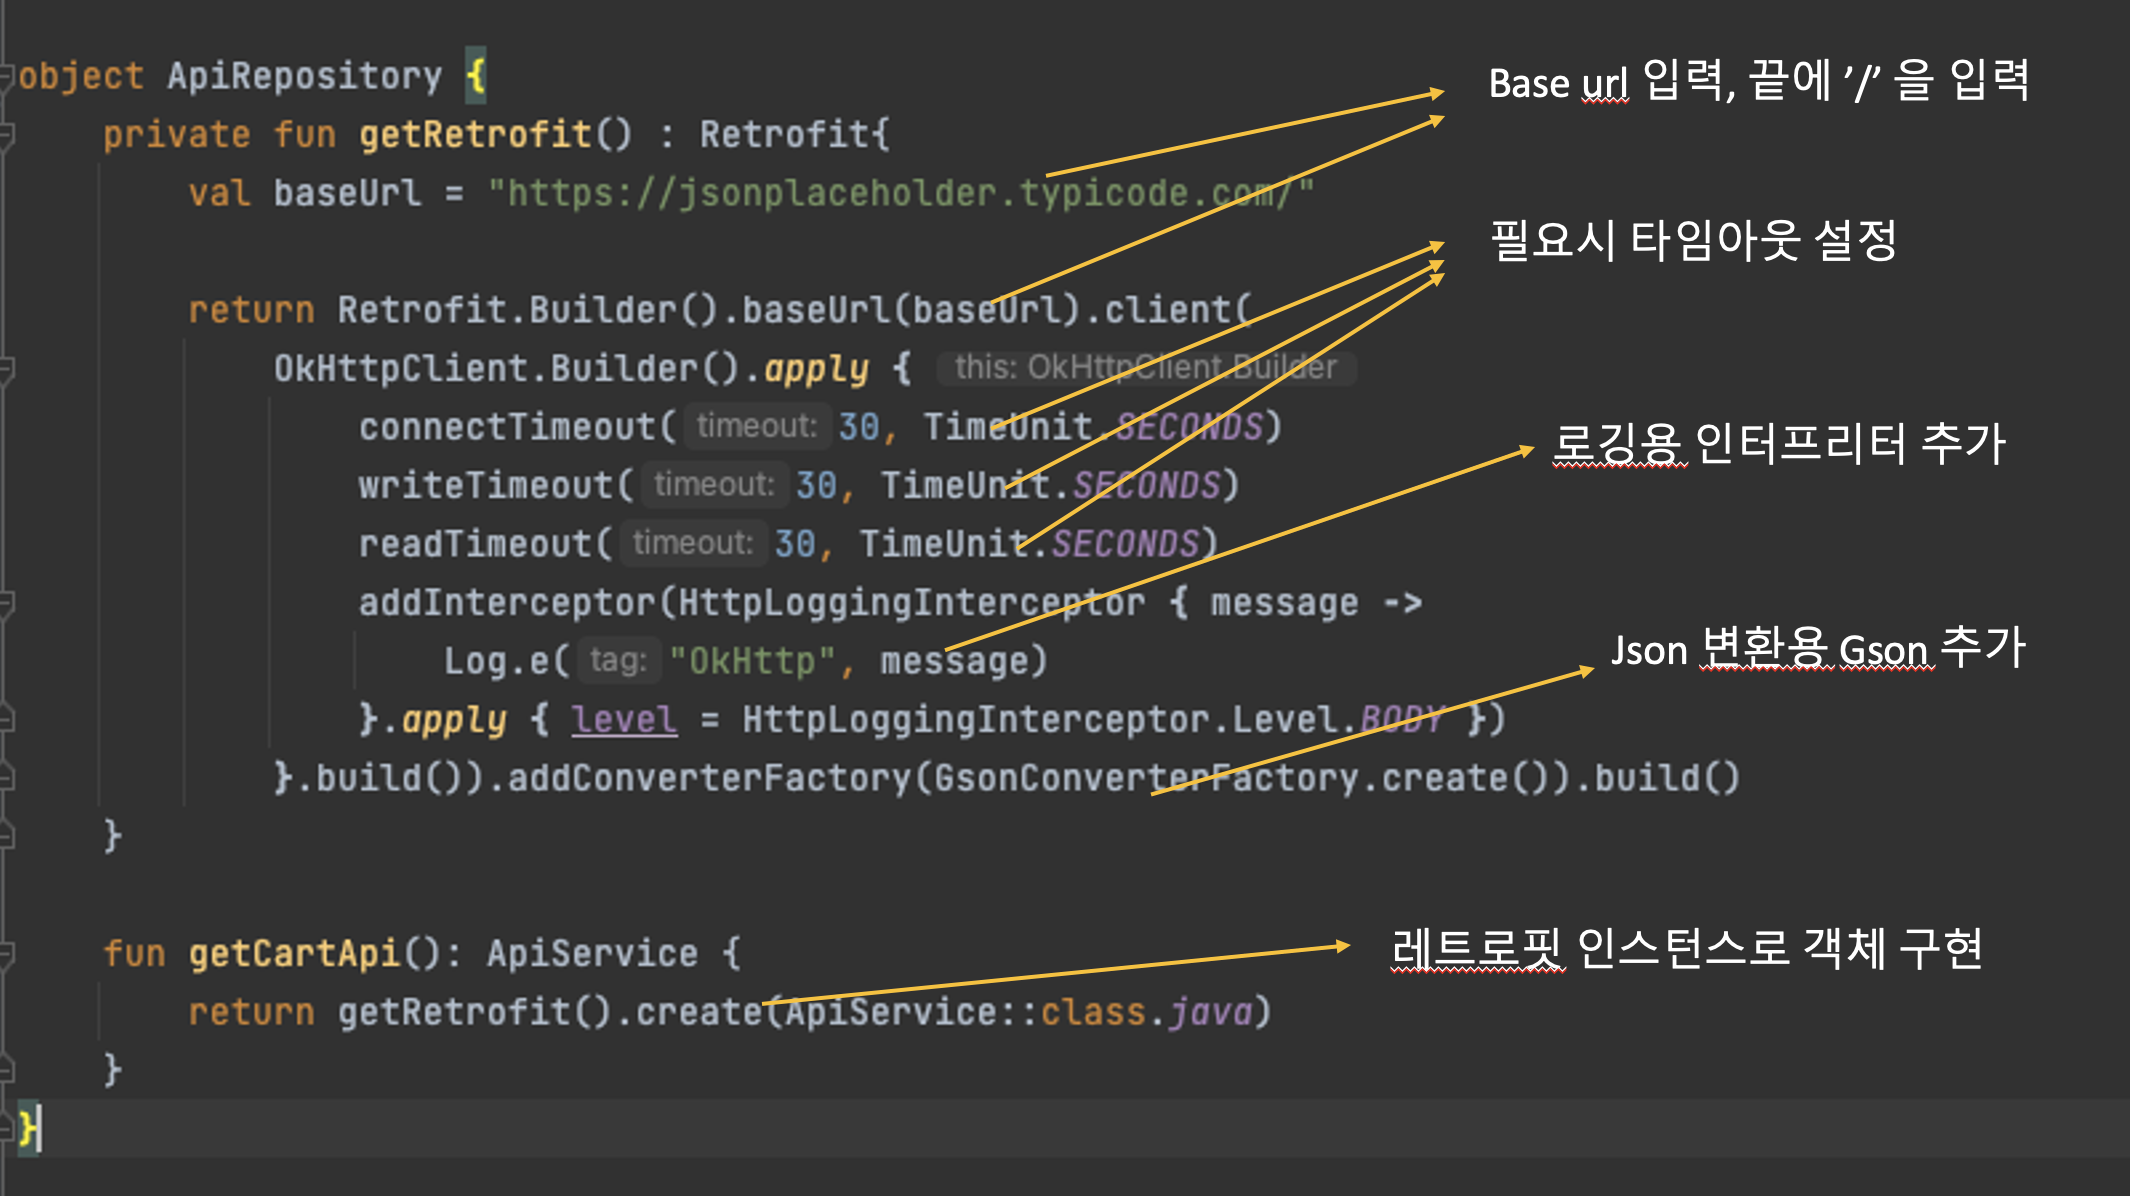 object ApiRepository {
private fun getRetrofit() : Retrofit{
val baseUrl = "https://jsonplaceholder.typicode.com/"
return Retrofit.Builder().baseUrl(baseUrl).client(
OkHttpClient.Builder().apply { this: OkHttpClient.Builder
connectTimeout( timeout: 30, TimeUnit.SECONDS)
writeTimeout( timeout: 30, TimeUnit.SECONDS)
readTimeout( timeout: 30, TimeUnit.SECONDS)
addInterceptor(HttpLoggingInterceptor { message ->
Log.e( tag: "OkHttp", message)
}.apply { level = HttpLoggingInterceptor.Level.BODY })
}.build()).addConverterFactory(GsonConverterFactory.create()).build()
}
fun getCartApi(): ApiService {
return getRetrofit().create(ApiService::class.java)
}
}
Base url 입력, 끝에 '/' 을 입력
필요시 타임아웃 설정
로깅용 인터프리터 추가
Json 변환용 Gson 추가
레트로핏 인스턴스로 객체 구현